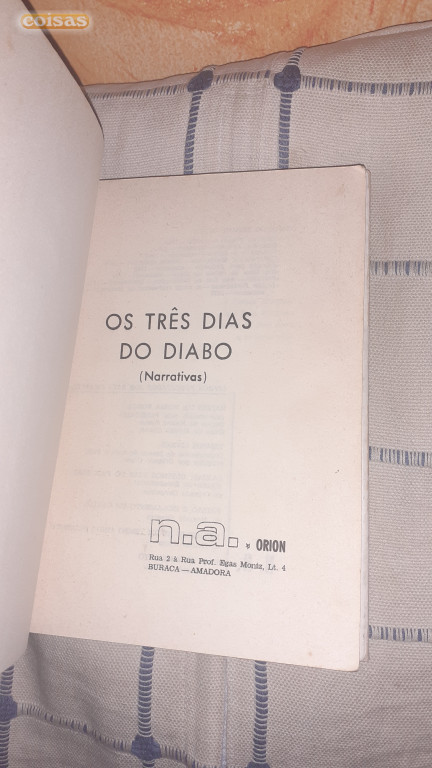 coisas
OS TRÊS DIAS
DO DIABO
(Narrativas)
n.a. e ORION
Rua 2 à Rua Prof. Egas Moniz, Lt. 4
BURACA — AMADORA